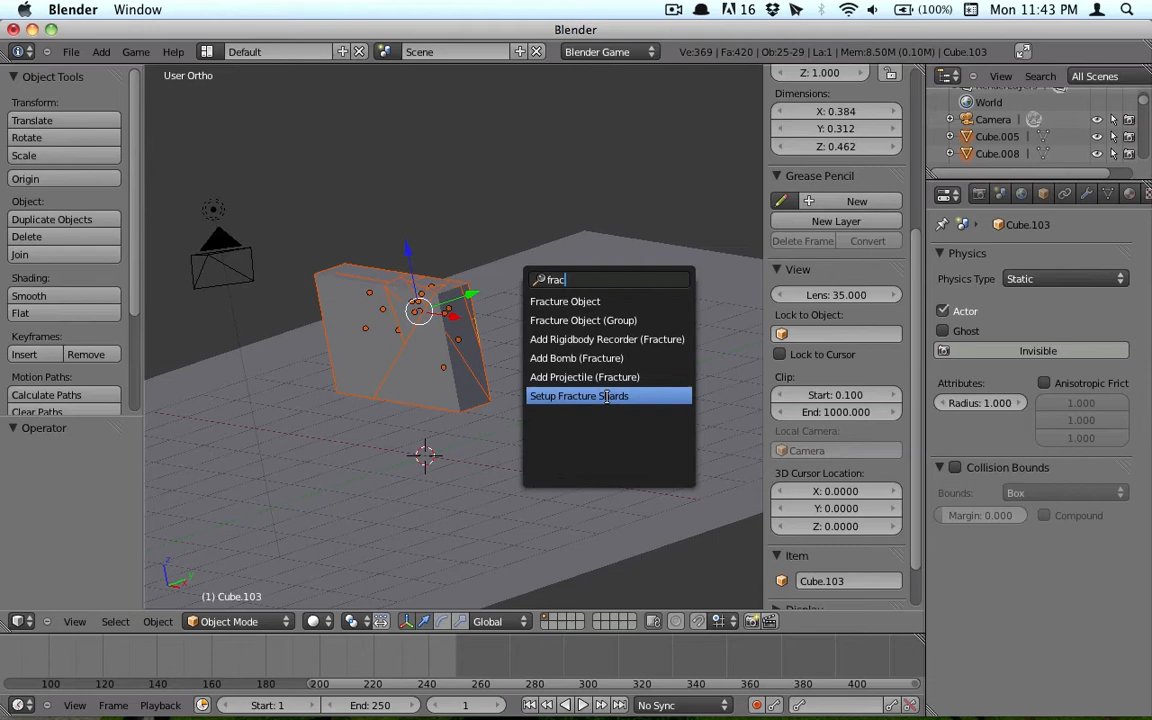 Blender Window 16 (100%) Mon 11:43 PM
Blender
File Add Game Help Default Scene Blender Game Ve:369 | Fa:420 | Ob:25-29 | La:1 | Mem:8.50M (0.10M) | Cube.103
Object Tools
Transform:
Translate
Rotate
Scale
Origin
Object:
Duplicate Objects
Delete
Join
Shading:
Smooth
Flat
Keyframes:
Insert Remove
Motion Paths:
Calculate Paths
Clear Paths
Operator
User Ortho
frac
Fracture Object
Fracture Object (Group)
Add Rigidbody Recorder (Fracture)
Add Bomb (Fracture)
Add Projectile (Fracture)
Setup Fracture Shards
(1) Cube.103
Z: 1.000
Dimensions:
X: 0.384
Y: 0.312
Z: 0.462
Grease Pencil
New
New Layer
Delete Frame Convert
View
Lens: 35.000
Lock to Object:
Lock to Cursor
Clip:
Start: 0.100
End: 1000.000
Local Camera:
Camera
3D Cursor Location:
X: 0.0000
Y: 0.0000
Z: 0.0000
Item
Cube.103
View Search All Scenes
World
Camera
Cube.005
Cube.008
Cube.103
Physics
Physics Type: Static
Actor
Ghost
Invisible
Attributes: Anisotropic Frict
Radius: 1.000 1.000
1.000
1.000
Collision Bounds
Bounds: Box
Margin: 0.000 Compound
View Select Object Object Mode Global
100 120 140 160 180 200 220 240 260 280 300 320 340 360 380 400
View Frame Playback Start: 1 End: 250 1 No Sync